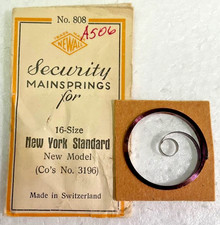 No. 808
A506
NEWALL
Security
MAINSPRINGS
for
16-Size
New York Standard
New Model
(Co's No. 3196)
Made in Switzerland